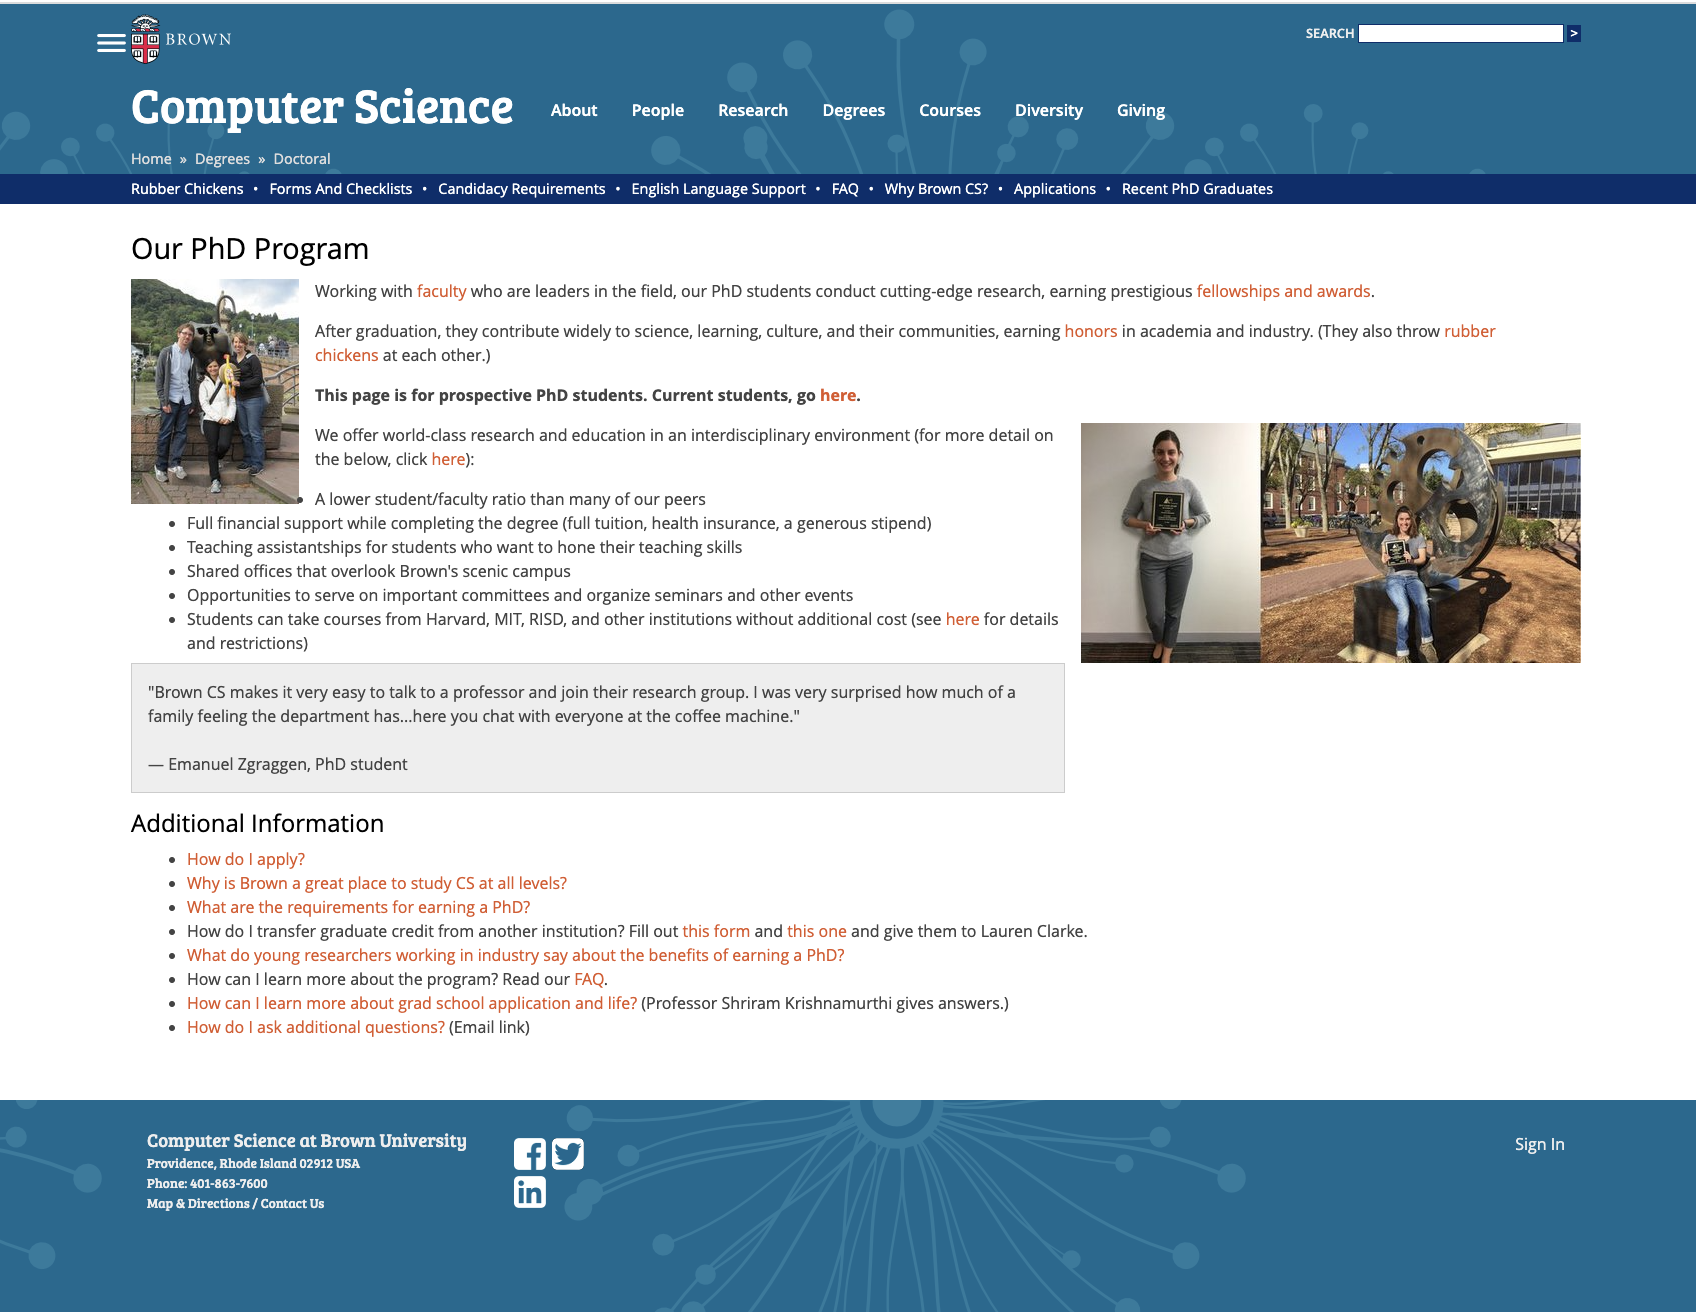 BROWN
SEARCH
>
Computer Science
About People Research Degrees Courses Diversity Giving
Home » Degrees » Doctoral
Rubber Chickens • Forms And Checklists • Candidacy Requirements • English Language Support • FAQ • Why Brown CS? • Applications • Recent PhD Graduates
Our PhD Program
Working with faculty who are leaders in the field, our PhD students conduct cutting-edge research, earning prestigious fellowships and awards.
After graduation, they contribute widely to science, learning, culture, and their communities, earning honors in academia and industry. (They also throw rubber
chickens at each other.)
This page is for prospective PhD students. Current students, go here.
We offer world-class research and education in an interdisciplinary environment (for more detail on
the below, click here):
• A lower student/faculty ratio than many of our peers
• Full financial support while completing the degree (full tuition, health insurance, a generous stipend)
• Teaching assistantships for students who want to hone their teaching skills
• Shared offices that overlook Brown's scenic campus
• Opportunities to serve on important committees and organize seminars and other events
• Students can take courses from Harvard, MIT, RISD, and other institutions without additional cost (see here for details
and restrictions)
"Brown CS makes it very easy to talk to a professor and join their research group. I was very surprised how much of a
family feeling the department has...here you chat with everyone at the coffee machine."
— Emanuel Zgraggen, PhD student
Additional Information
• How do I apply?
• Why is Brown a great place to study CS at all levels?
• What are the requirements for earning a PhD?
• How do I transfer graduate credit from another institution? Fill out this form and this one and give them to Lauren Clarke.
• What do young researchers working in industry say about the benefits of earning a PhD?
• How can I learn more about the program? Read our FAQ.
• How can I learn more about grad school application and life? (Professor Shriram Krishnamurthi gives answers.)
• How do I ask additional questions? (Email link)
Computer Science at Brown University
Providence, Rhode Island 02912 USA
Phone: 401-863-7600
Map & Directions / Contact Us
Sign In